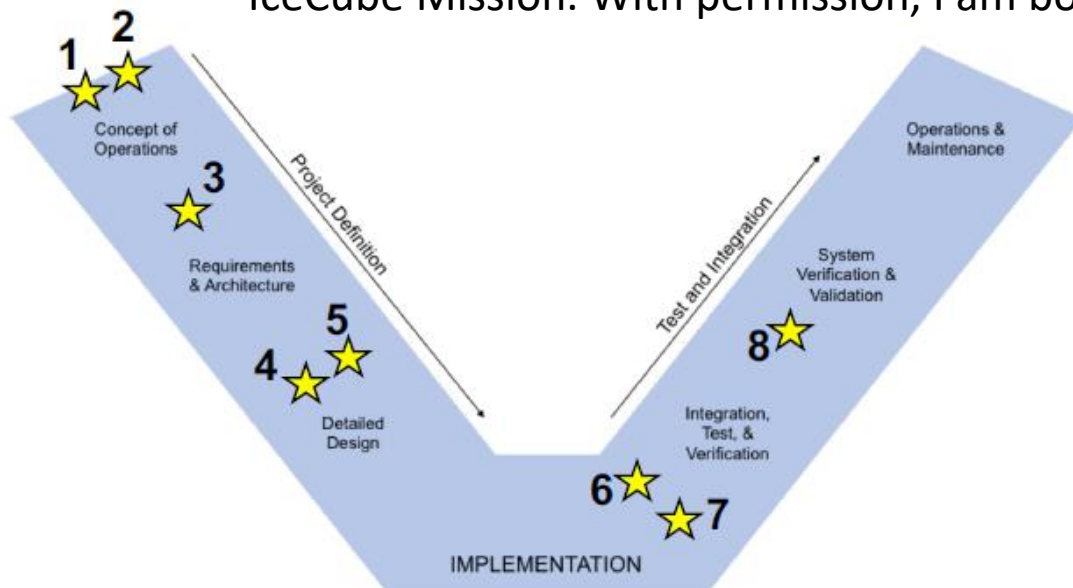 IceCube Mission. With permission, I am bo
1
2
Concept of
Operations
3
Project Definition
Requirements
& Architecture
5
4
Detailed
Design
Operations &
Maintenance
Test and Integration
System
Verification &
Validation
8
Integration,
Test, &
Verification
6
7
IMPLEMENTATION